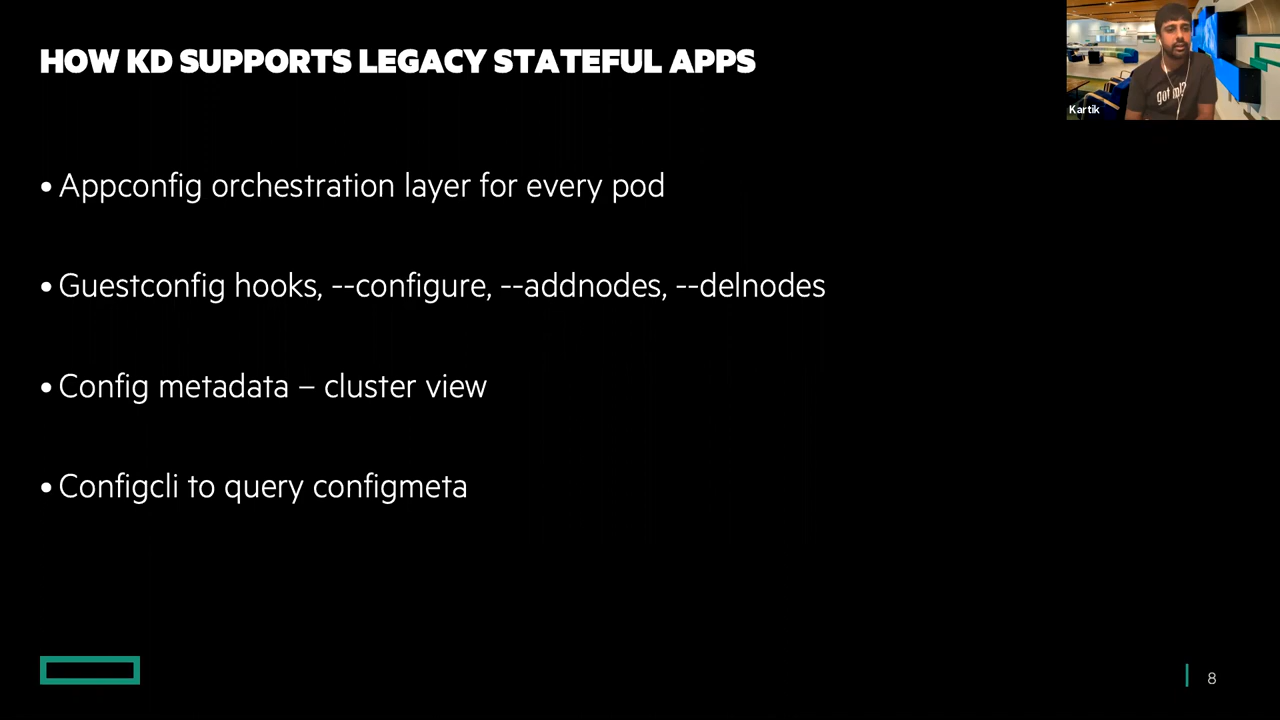 HOW KD SUPPORTS LEGACY STATEFUL APPS
Kartik
• Appconfig orchestration layer for every pod
• Guestconfig hooks, --configure, --addnodes, --delnodes
• Config metadata – cluster view
• Configcli to query configmeta
8